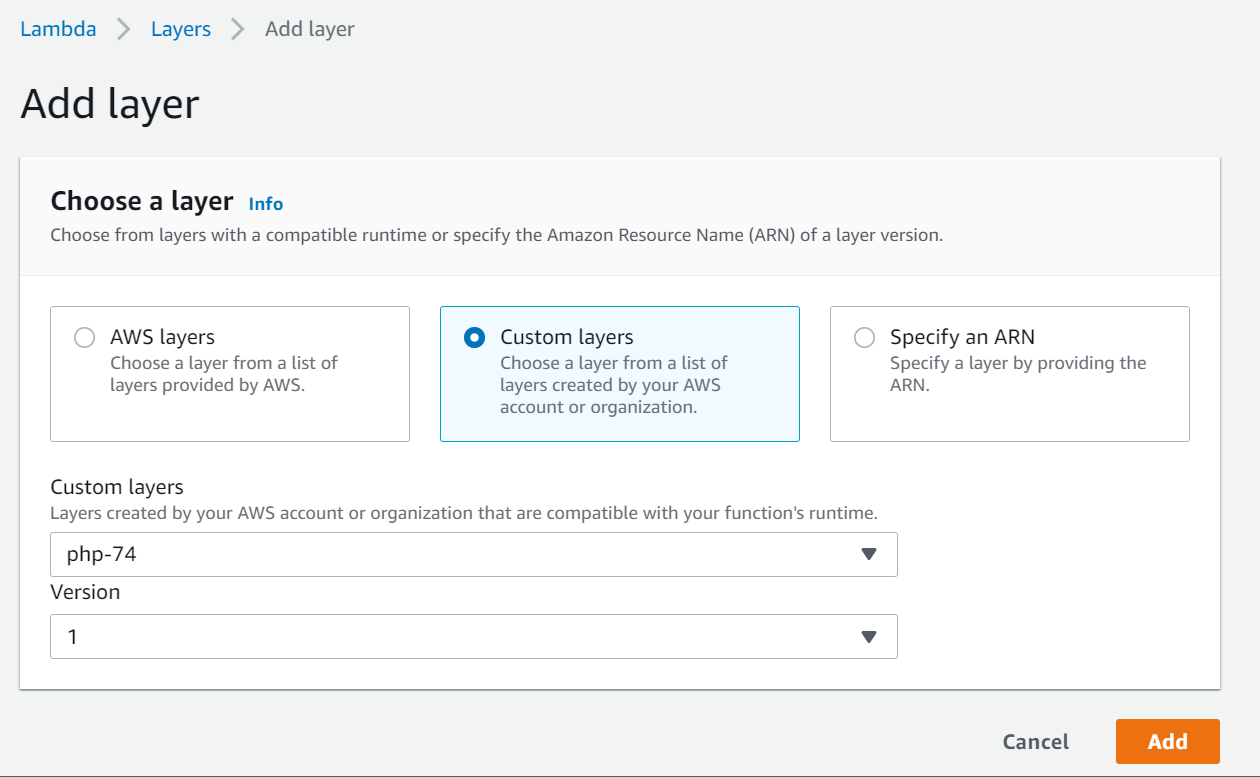 Lambda > Layers > Add layer
Add layer
Choose a layer Info
Choose from layers with a compatible runtime or specify the Amazon Resource Name (ARN) of a layer version.
AWS layers
Choose a layer from a list of
layers provided by AWS.
Custom layers
Choose a layer from a list of
layers created by your AWS
account or organization.
Specify an ARN
Specify a layer by providing the
ARN.
Custom layers
Layers created by your AWS account or organization that are compatible with your function's runtime.
php-74
Version
1
Cancel Add